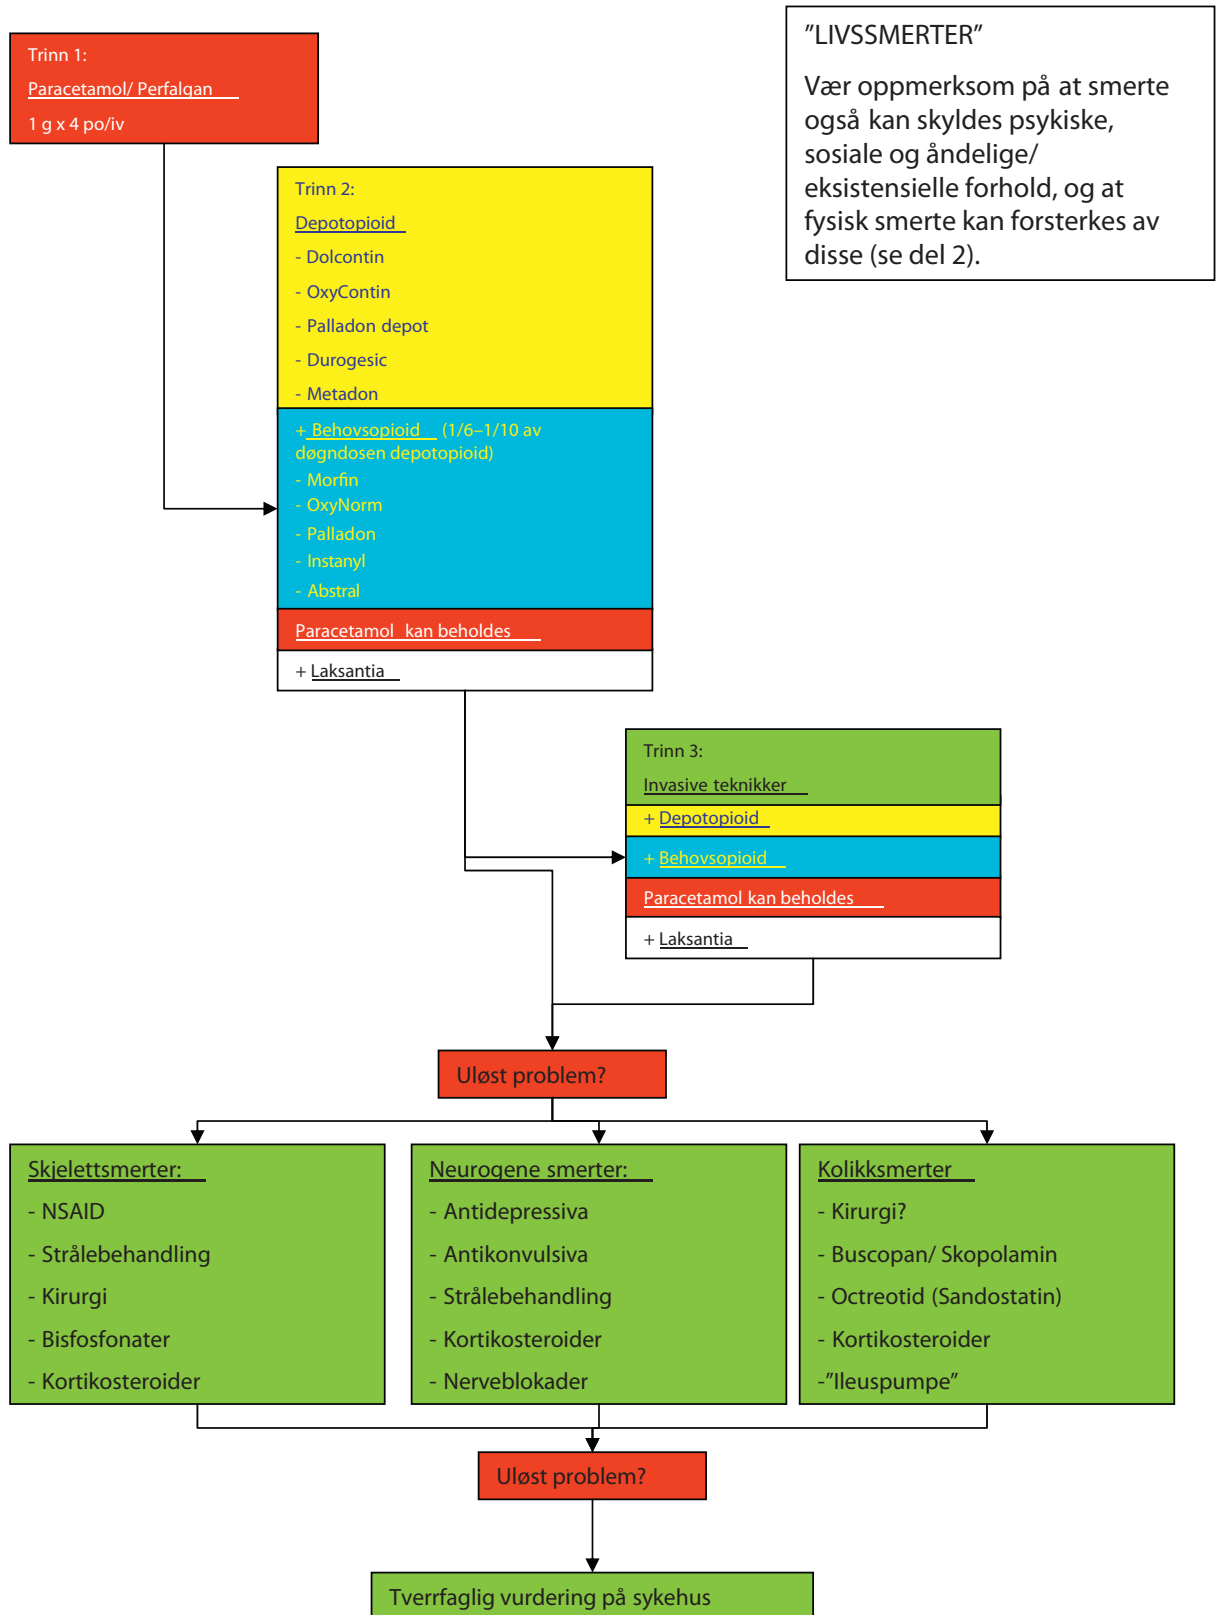 Trinn 1:
Paracetamol/ Perfalgan
1 g x 4 po/iv
"LIVSSMERTER"
Vær oppmerksom på at smerte
også kan skyldes psykiske,
sosiale og åndelige/
eksistensielle forhold, og at
fysisk smerte kan forsterkes av
disse (se del 2).
Trinn 2:
Depotopioid
- Dolcontin
- OxyContin
- Palladon depot
- Durogesic
- Metadon
+ Behovsopioid (1/6–1/10 av
døgndosen depotopioid)
- Morfin
- OxyNorm
- Palladon
- Instanyl
- Abstral
Paracetamol kan beholdes
+ Laksantia
Trinn 3:
Invasive teknikker
+ Depotopioid
+ Behovsopioid
Paracetamol kan beholdes
+ Laksantia
Uløst problem?
Skjelettsmerter:
- NSAID
- Strålebehandling
- Kirurgi
- Bisfosfonater
- Kortikosteroider
Neurogene smerter:
- Antidepressiva
- Antikonvulsiva
- Strålebehandling
- Kortikosteroider
- Nerveblokader
Kolikksmerter
- Kirurgi?
- Buscopan/ Skopolamin
- Octreotid (Sandostatin)
- Kortikosteroider
-"Ileuspumpe"
Uløst problem?
Tverrfaglig vurdering på sykehus